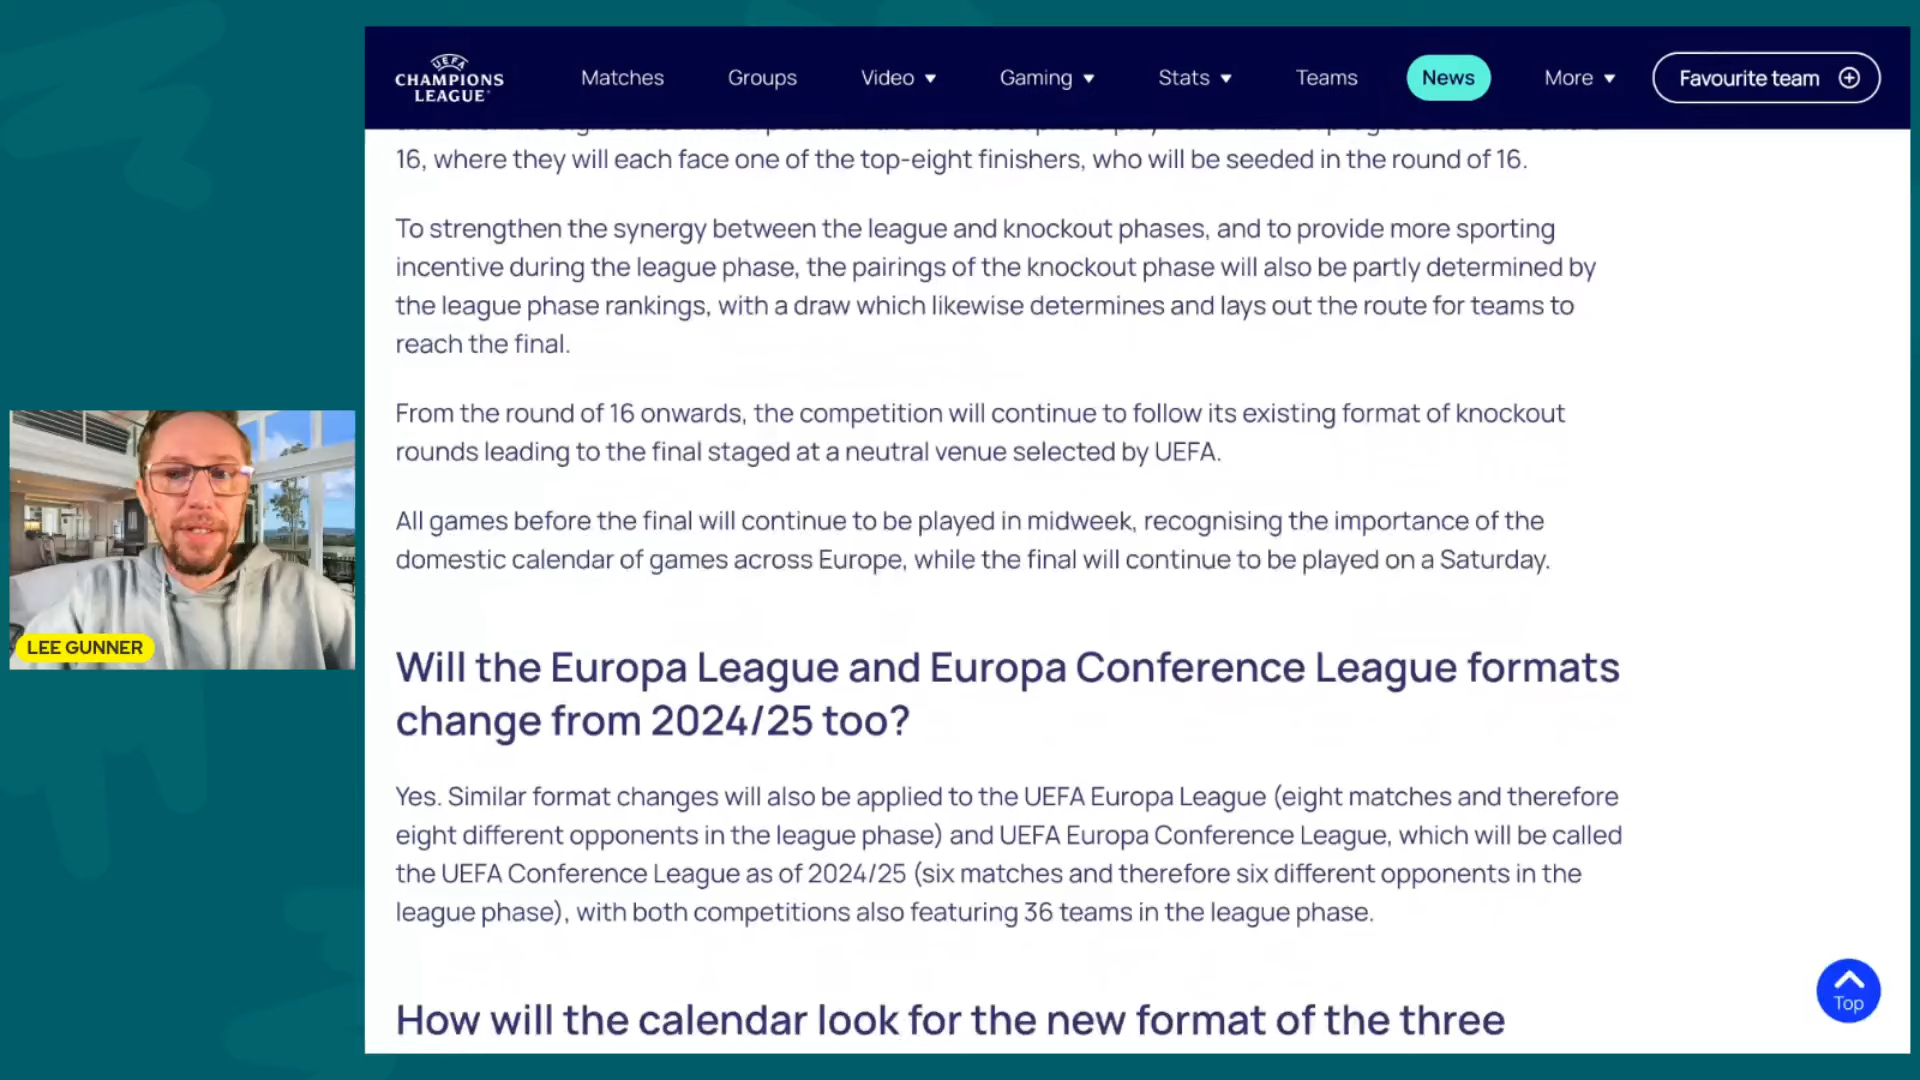 UEFA
CHAMPIONS
LEAGUE
Matches
Groups
Video
Gaming
Stats
Teams
News
More
Favourite team
16, where they will each face one of the top-eight finishers, who will be seeded in the round of 16.
To strengthen the synergy between the league and knockout phases, and to provide more sporting
incentive during the league phase, the pairings of the knockout phase will also be partly determined by
the league phase rankings, with a draw which likewise determines and lays out the route for teams to
reach the final.
From the round of 16 onwards, the competition will continue to follow its existing format of knockout
rounds leading to the final staged at a neutral venue selected by UEFA.
All games before the final will continue to be played in midweek, recognising the importance of the
domestic calendar of games across Europe, while the final will continue to be played on a Saturday.
LEE GUNNER
Will the Europa League and Europa Conference League formats
change from 2024/25 too?
Yes. Similar format changes will also be applied to the UEFA Europa League (eight matches and therefore
eight different opponents in the league phase) and UEFA Europa Conference League, which will be called
the UEFA Conference League as of 2024/25 (six matches and therefore six different opponents in the
league phase), with both competitions also featuring 36 teams in the league phase.
Top
How will the calendar look for the new format of the three